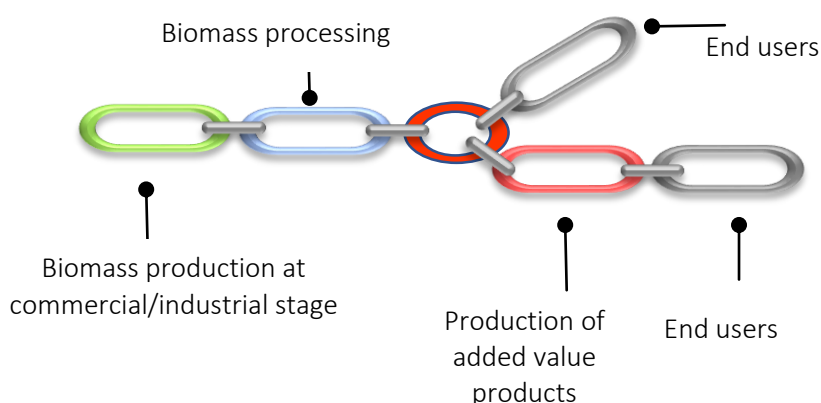 Biomass processing
End users
Biomass production at
commercial/industrial stage
Production of
added value
products
End users